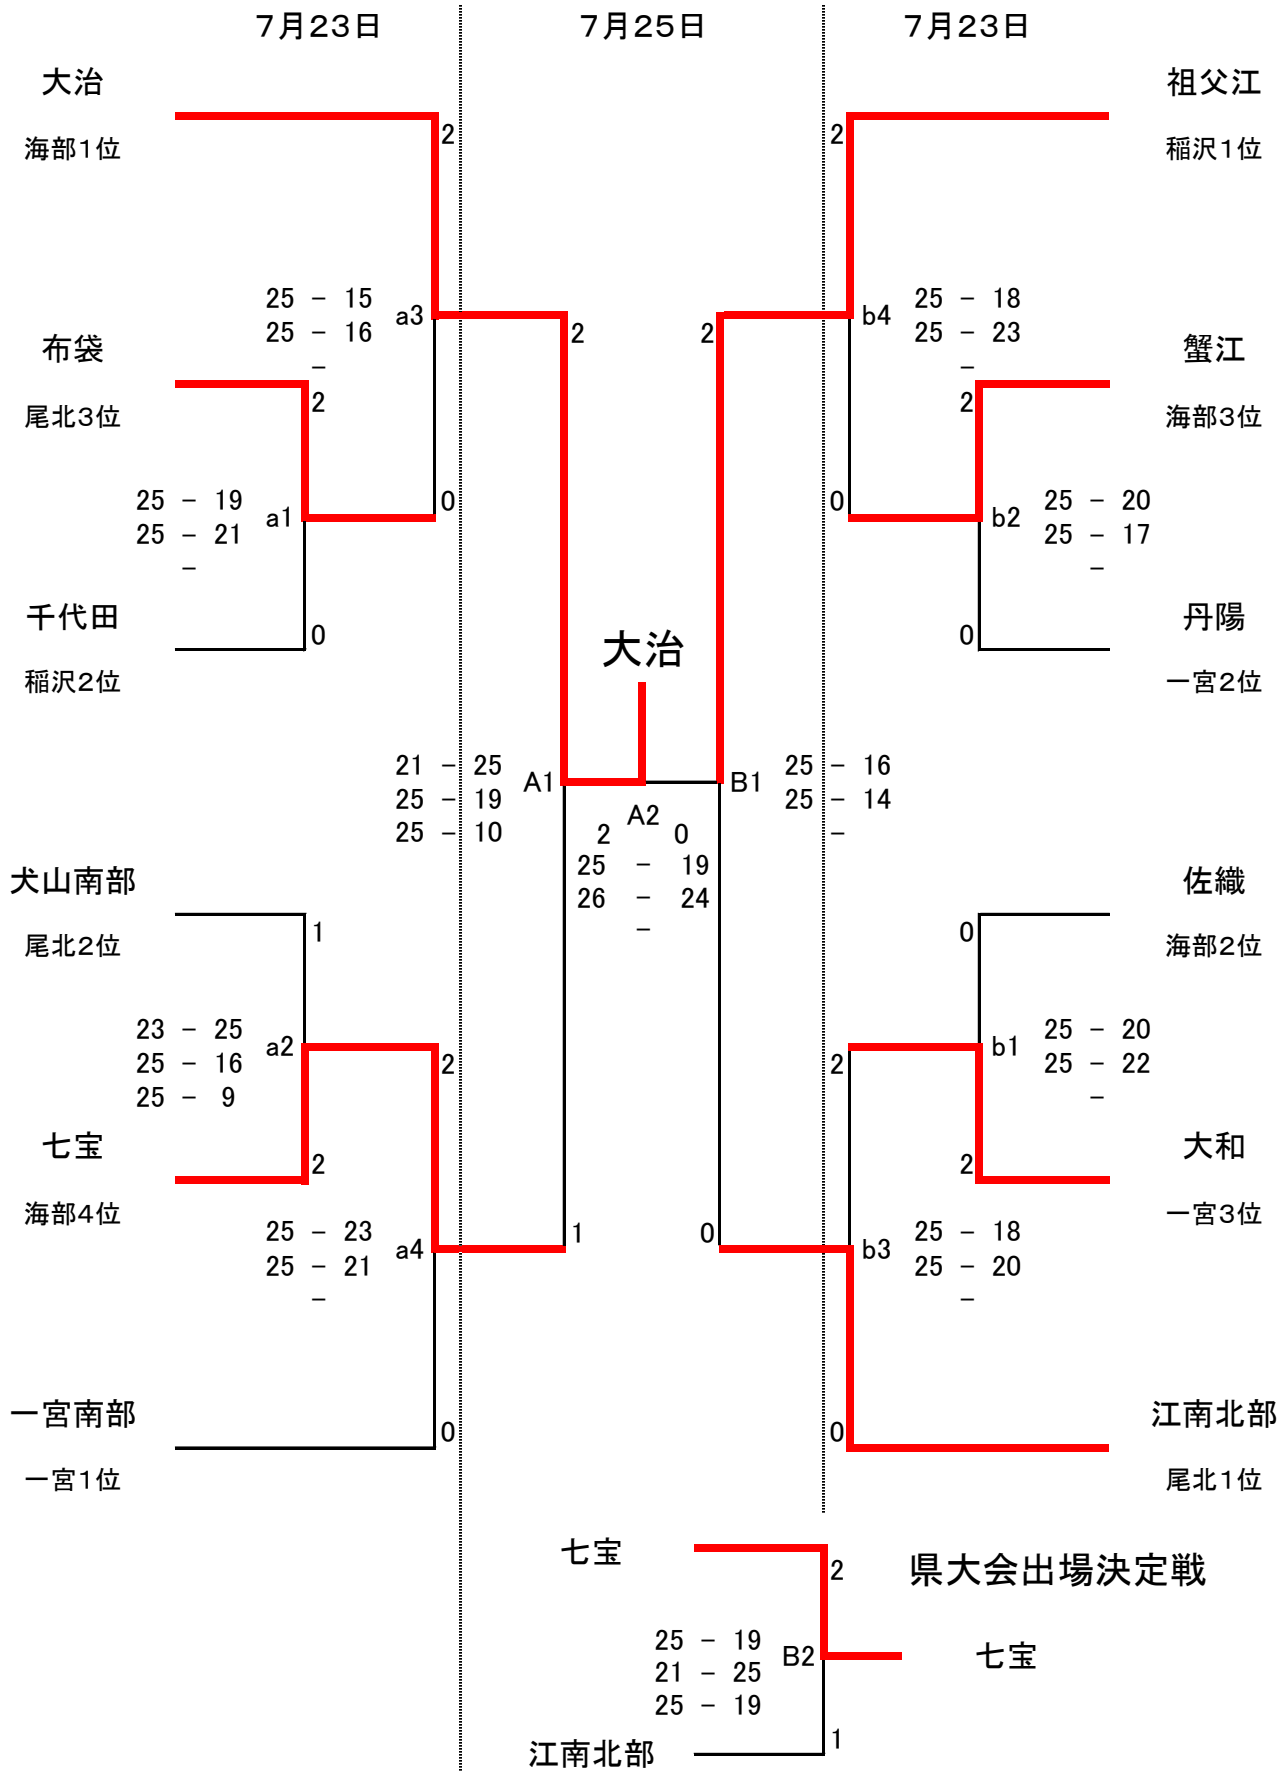 7月23日
7月25日
7月23日
大治
海部1位
2
布袋
尾北3位
2
25 - 15
25 - 16
-
a3
0
25 - 19
25 - 21
-
a1
千代田
稲沢2位
0
犬山南部
尾北2位
1
23 - 25
25 - 16
25 - 9
a2
2
七宝
海部4位
2
25 - 23
25 - 21
-
a4
一宮南部
一宮1位
0
2
21 - 25
25 - 19
25 - 10
A1
1
大治
A2
2 0
25 - 19
26 - 24
-
2
B1
25 - 16
25 - 14
-
0
祖父江
稲沢1位
2
b4
25 - 18
25 - 23
-
蟹江
海部3位
2
0
b2
25 - 20
25 - 17
-
丹陽
一宮2位
0
佐織
海部2位
0
b1
25 - 20
25 - 22
-
2
大和
一宮3位
2
b3
25 - 18
25 - 20
-
江南北部
尾北1位
0
県大会出場決定戦
七宝
2
25 - 19
21 - 25
25 - 19
B2
七宝
江南北部
1